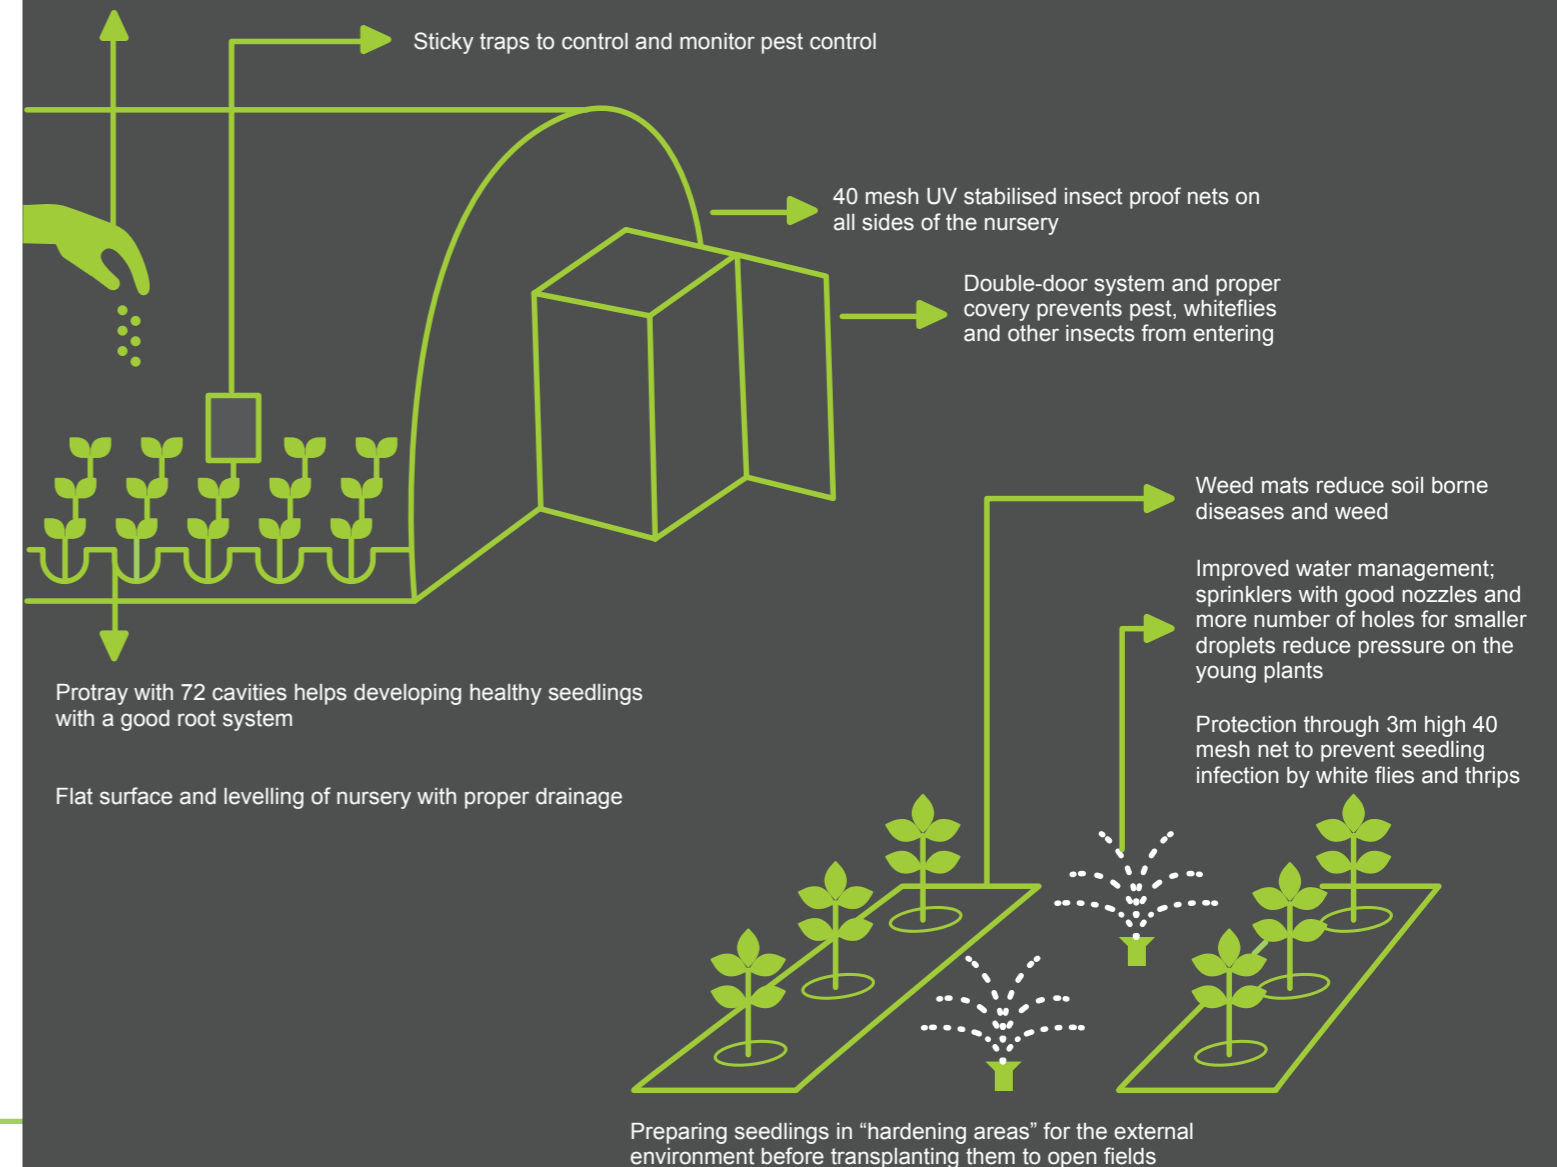 Sticky traps to control and monitor pest control
40 mesh UV stabilised insect proof nets on
all sides of the nursery
Double-door system and proper
covery prevents pest, whiteflies
and other insects from entering
Weed mats reduce soil borne
diseases and weed
Improved water management;
sprinklers with good nozzles and
more number of holes for smaller
droplets reduce pressure on the
young plants
Protection through 3m high 40
mesh net to prevent seedling
infection by white flies and thrips
Protray with 72 cavities helps developing healthy seedlings
with a good root system
Flat surface and levelling of nursery with proper drainage
Preparing seedlings in “hardening areas” for the external
environment before transplanting them to open fields